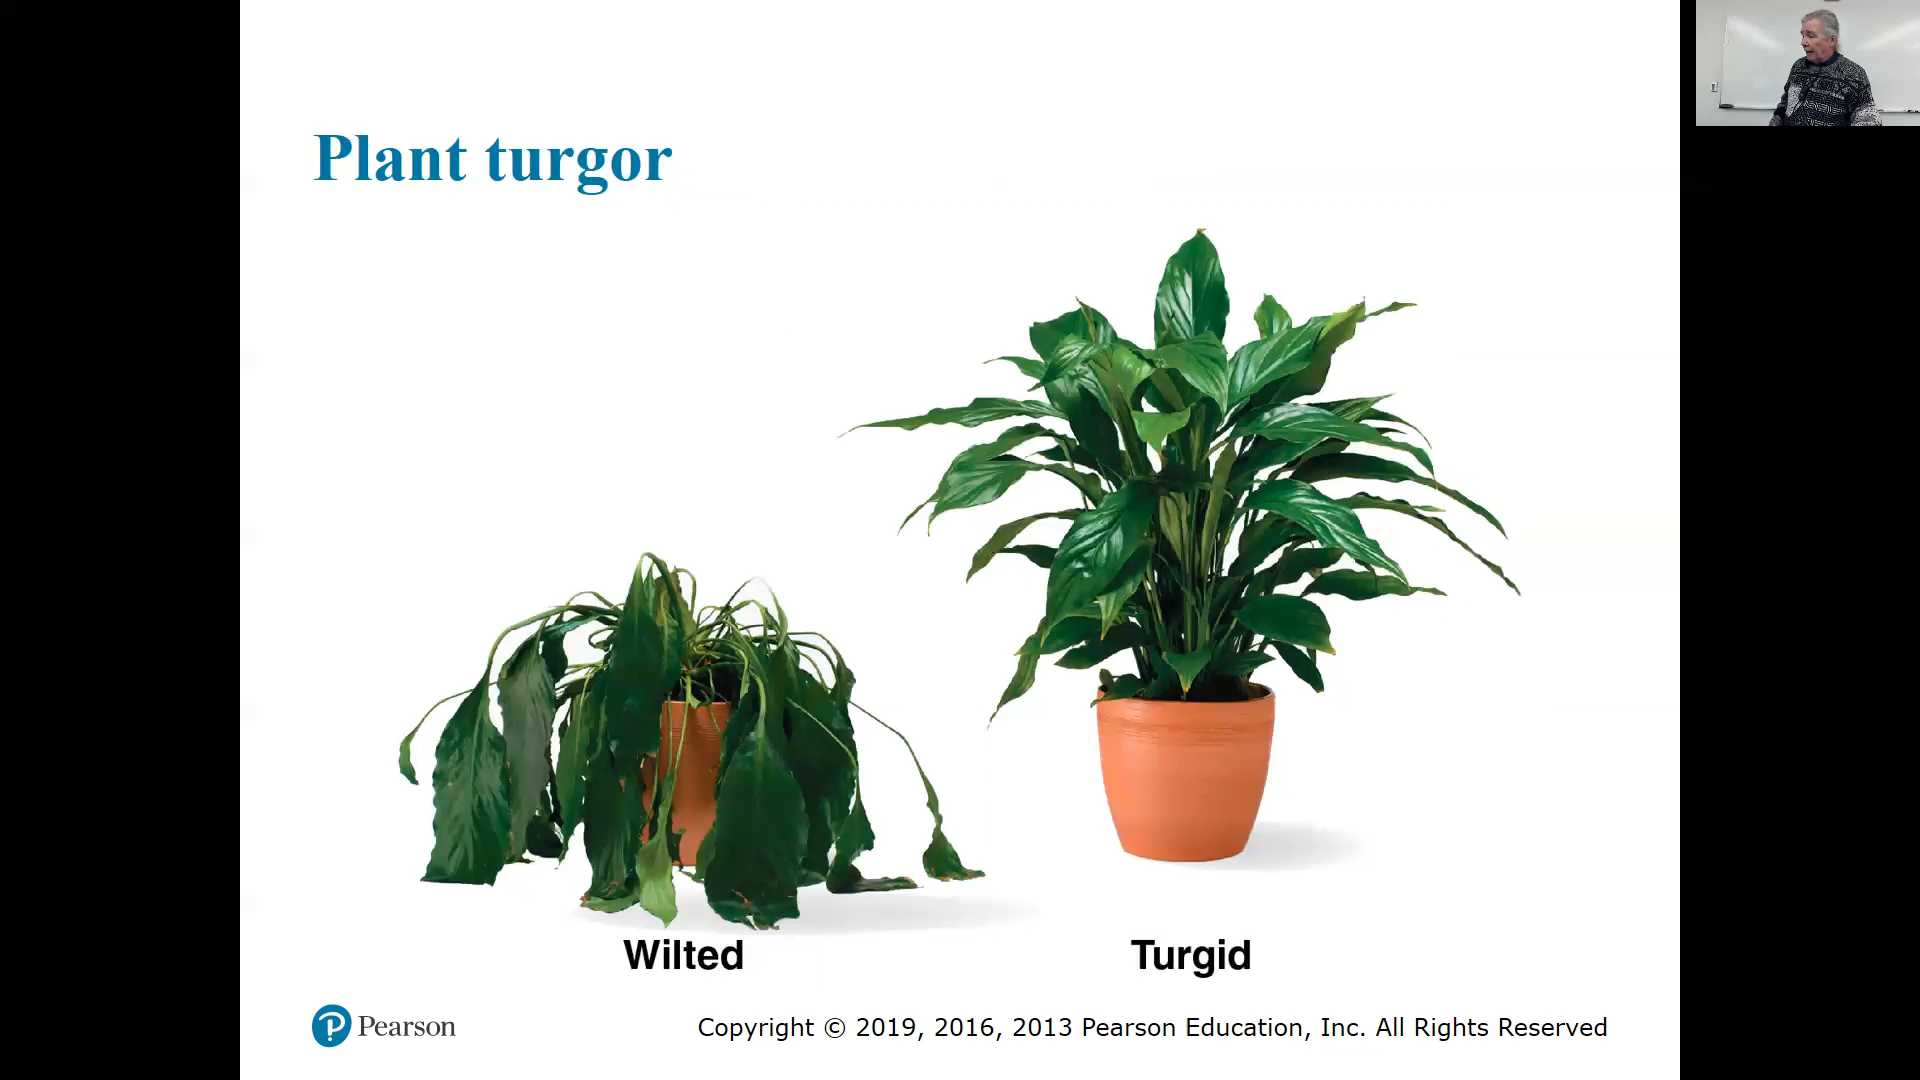 Plant turgor
Wilted
Turgid
Pearson
Copyright © 2019, 2016, 2013 Pearson Education, Inc. All Rights Reserved